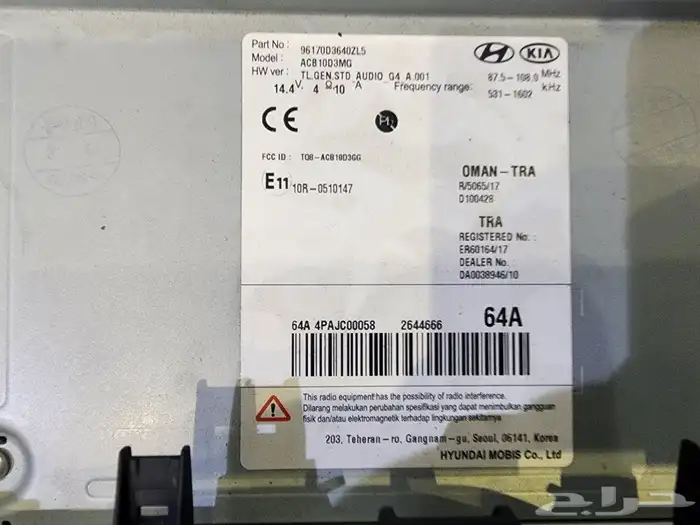 Part No : 96170D3640ZL5
Model : ACB10D3MG
HW ver : TL.GEN.STD_AUDIO_G4_A.001
14.4V, 4 Ω 10 A Frequency range:
87.5-108.0 MHz
531-1602 kHz
HYUNDAI KIA
CE
FCC ID : TQ8-ACB10D3GG
E11 10R-0510147
OMAN-TRA
R/5065/17
D100428
TRA
REGISTERED No. :
ER60164/17
DEALER No. :
DA0038946/10
64A 4PAJC00058 2644666 64A
This radio equipment has the possibility of radio interference.
Dilarang melakukan perubahan spesifikasi yang dapat menimbulkan gangguan
fisik dan/atau elektromagnetik terhadap lingkungan sekitarnya
203, Teheran-ro, Gangnam-gu, Seoul, 06141, Korea
HYUNDAI MOBIS Co., Ltd
حراج